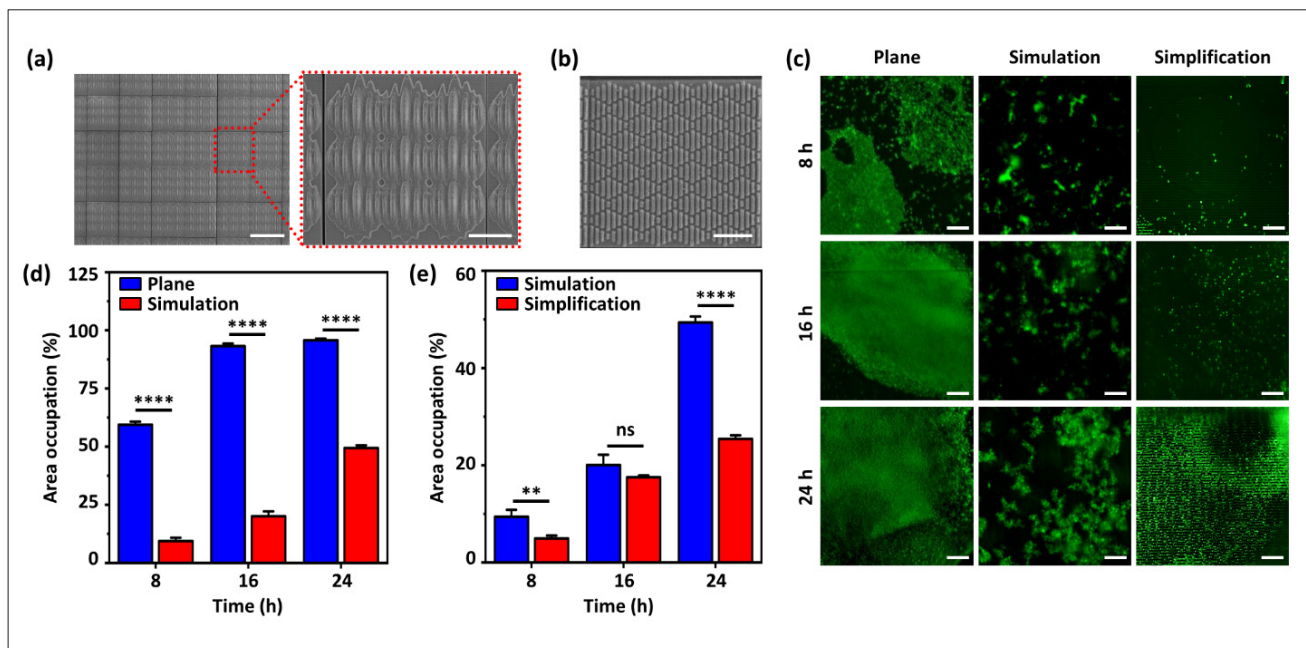 (a)
(b)
(c)
Plane Simulation Simplification
8 h
16 h
24 h
(d)
Plane
Simulation
Area occupation (%)
125
100
75
50
25
0
****
****
****
8 16 24
Time (h)
(e)
Simulation
Simplification
Area occupation (%)
60
40
20
0
**
ns
****
8 16 24
Time (h)